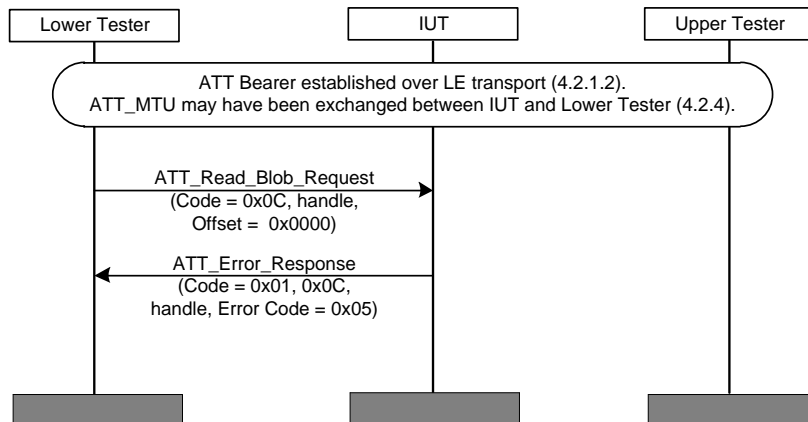 Lower Tester
IUT
Upper Tester
ATT Bearer established over LE transport (4.2.1.2).
ATT_MTU may have been exchanged between IUT and Lower Tester (4.2.4).
ATT_Read_Blob_Request
(Code = 0x0C, handle,
Offset =  0x0000)
ATT_Error_Response
(Code = 0x01, 0x0C,
handle, Error Code = 0x05)